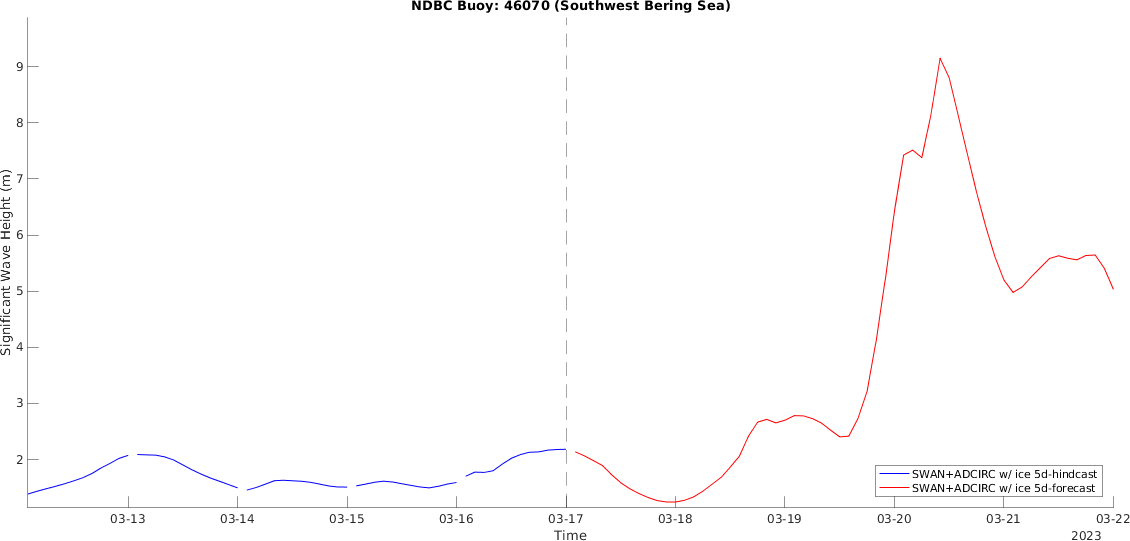 NDBC Buoy: 46070 (Southwest Bering Sea)
Significant Wave Height (m)
9
8
7
6
5
4
3
2
SWAN+ADCIRC w/ ice 5d-hindcast
SWAN+ADCIRC w/ ice 5d-forecast
03-13 03-14 03-15 03-16 03-17 03-18 03-19 03-20 03-21 03-22
Time
2023